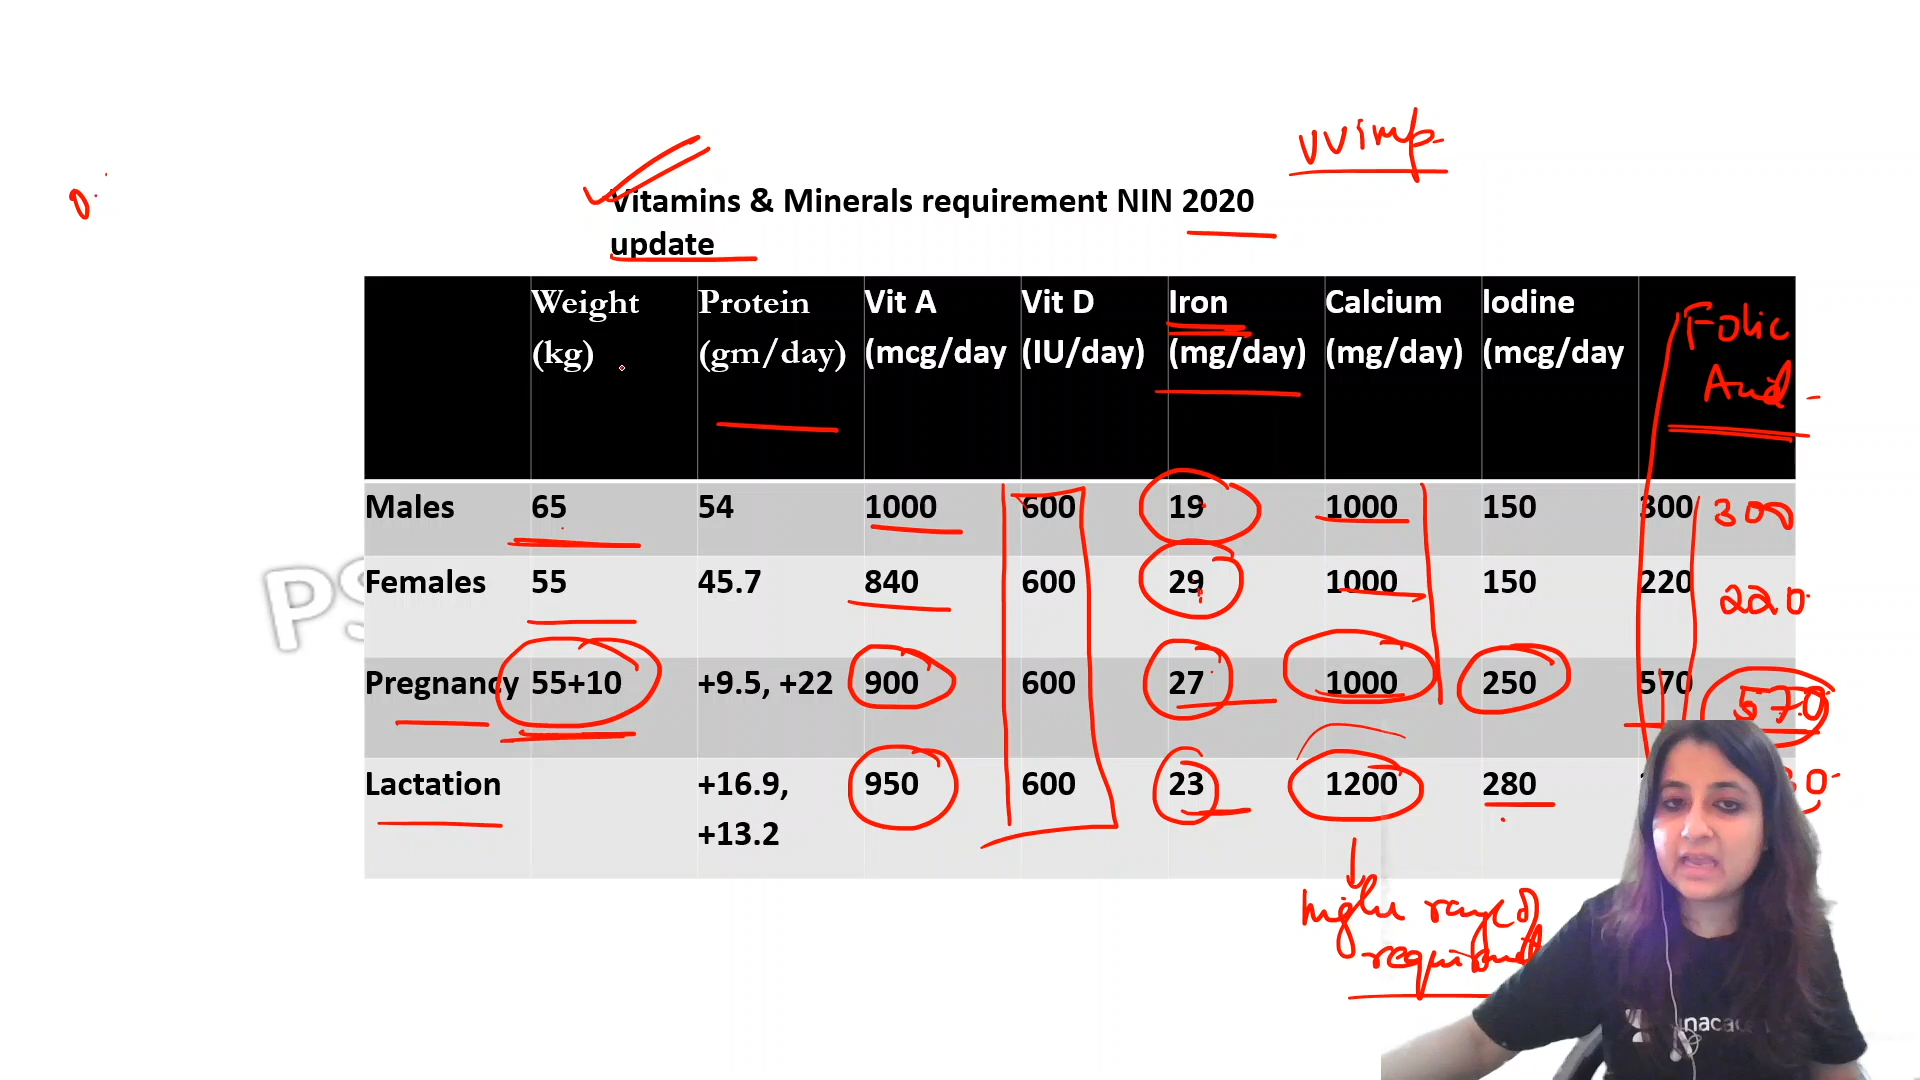 vvimp
Vitamins & Minerals requirement NIN 2020
update
Weight (kg) Protein (gm/day) Vit A (mcg/day Vit D (IU/day) Iron (mg/day) Calcium (mg/day) Iodine (mcg/day Folic Acid
Males 65 54 1000 600 19 1000 150 300 300
Females 55 45.7 840 600 29 1000 150 220 220
Pregnancy 55+10 +9.5, +22 900 600 27 1000 250 570 570
Lactation +16.9, +13.2 950 600 23 1200 280
PS